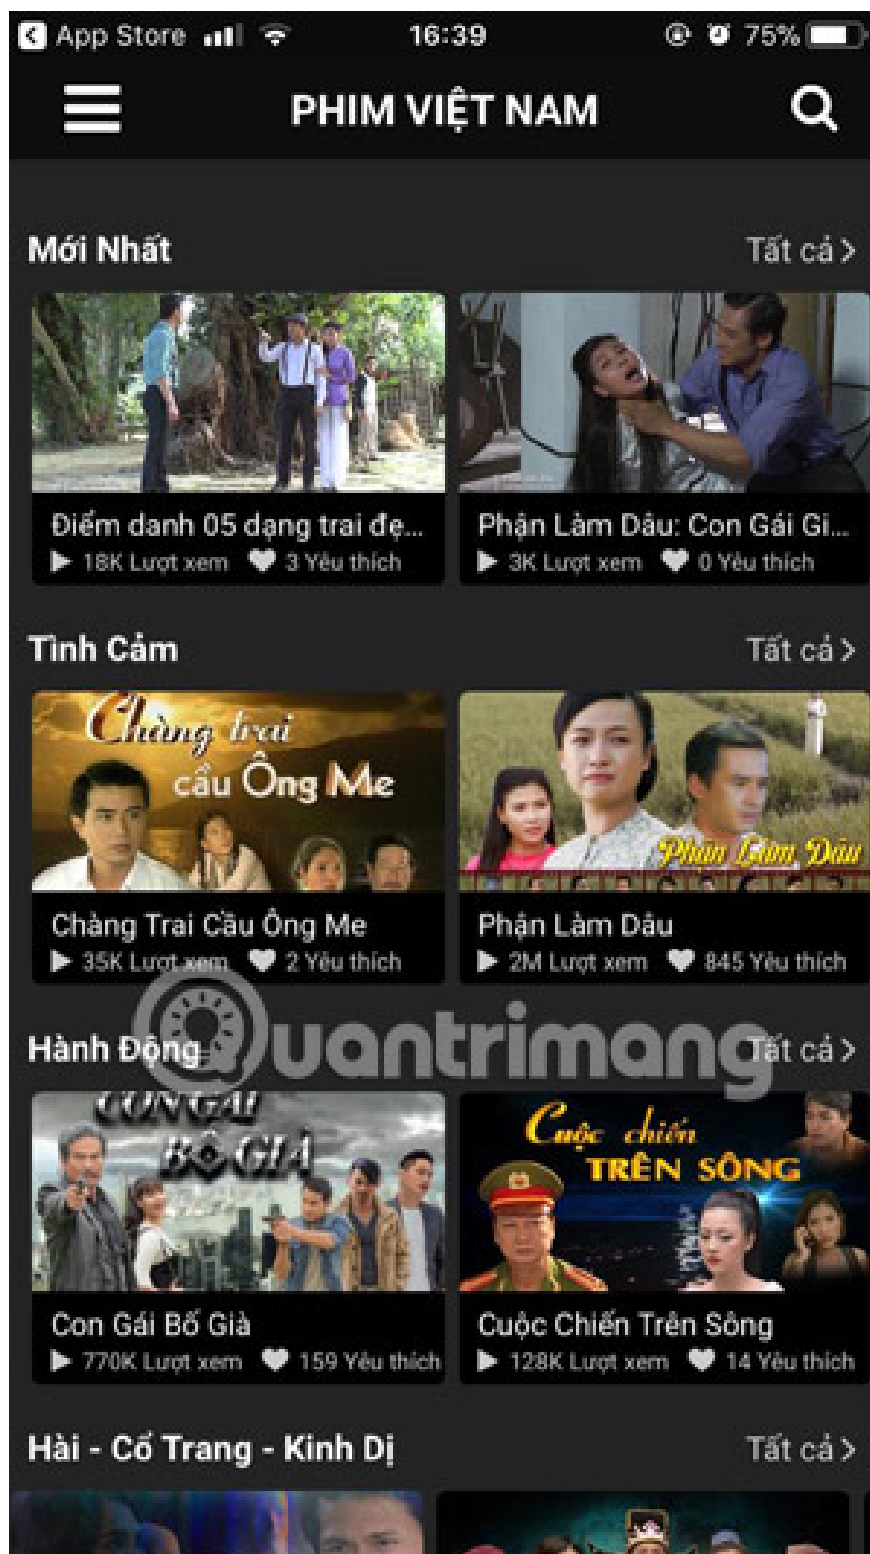 App Store 16:39 75%
PHIM VIỆT NAM
Mới Nhất Tất cả
Điểm danh 05 dạng trai đẹ...
18K Lượt xem 3 Yêu thích
Phận Làm Dâu: Con Gái Gi...
3K Lượt xem 0 Yêu thích
Tình Cảm Tất cả
Chàng trai
cầu Ông Me
Chàng Trai Cầu Ông Me
35K Lượt xem 2 Yêu thích
Phận Làm Dâu
Phận Làm Dâu
2M Lượt xem 845 Yêu thích
Quantrimang
Hành Động Tất cả
CON GÁI
BỐ GIÀ
Con Gái Bố Già
770K Lượt xem 159 Yêu thích
Cuộc chiến
TRÊN SÔNG
Cuộc Chiến Trên Sông
128K Lượt xem 14 Yêu thích
Hài - Cổ Trang - Kinh Dị Tất cả